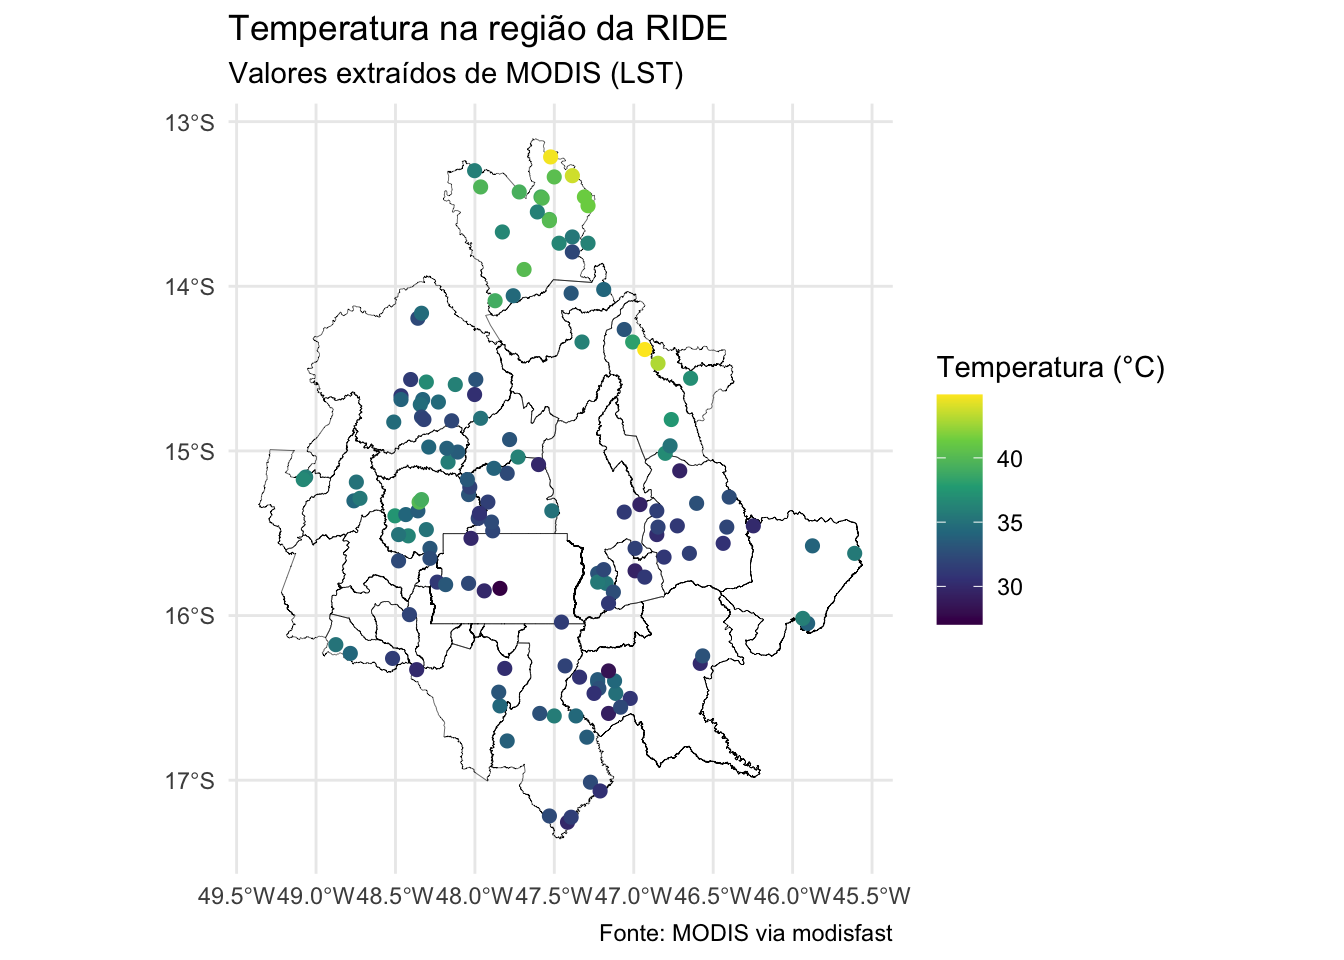 Temperatura na região da RIDE
Valores extraídos de MODIS (LST)
13°S
14°S
15°S
16°S
17°S
49.5°W 49.0°W 48.5°W 48.0°W 47.5°W 47.0°W 46.5°W 46.0°W 45.5°W
Temperatura (°C)
40
35
30
Fonte: MODIS via modisfast